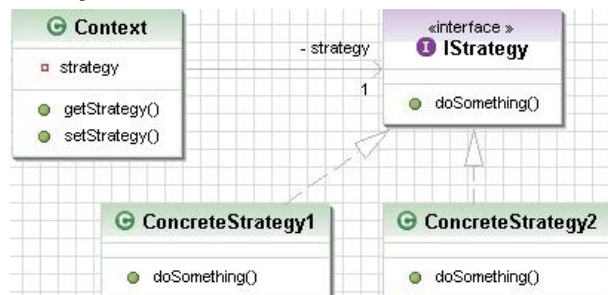 Context
strategy
getStrategy()
setStrategy()
- strategy
1
«interface »
IStrategy
doSomething()
ConcreteStrategy1
doSomething()
ConcreteStrategy2
doSomething()